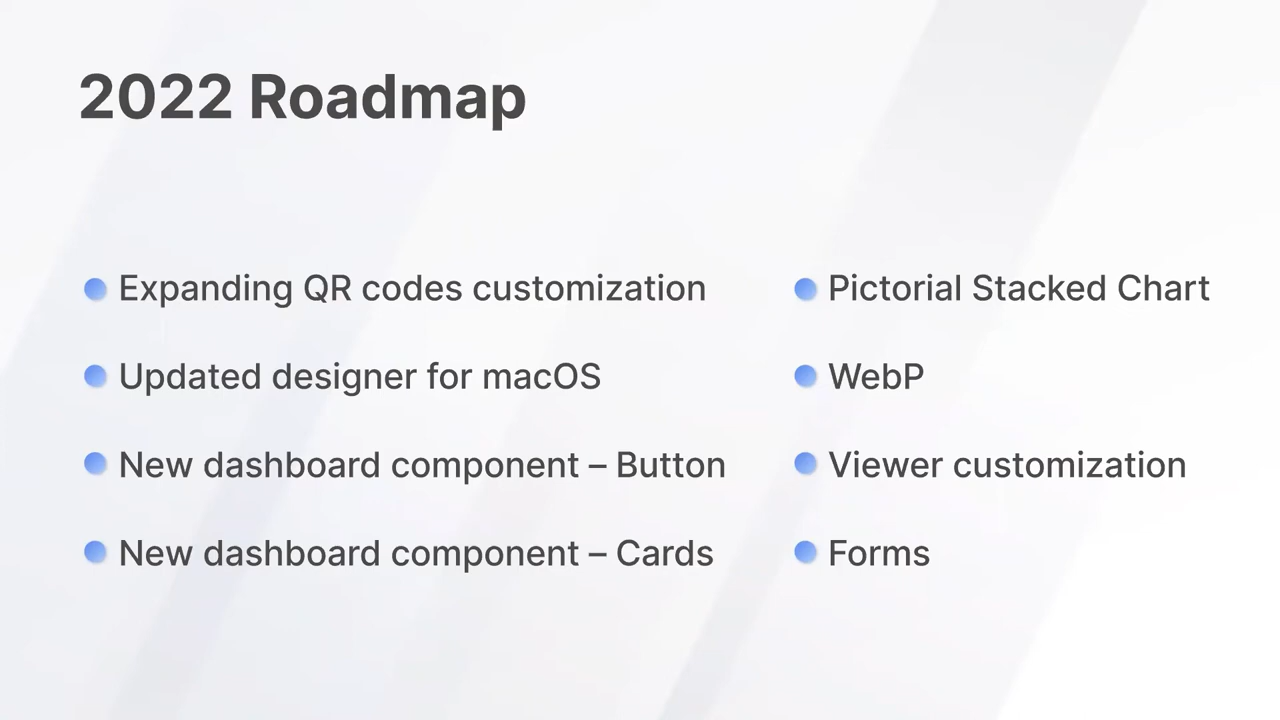 2022 Roadmap
Expanding QR codes customization
Updated designer for macOS
New dashboard component – Button
New dashboard component – Cards
Pictorial Stacked Chart
WebP
Viewer customization
Forms